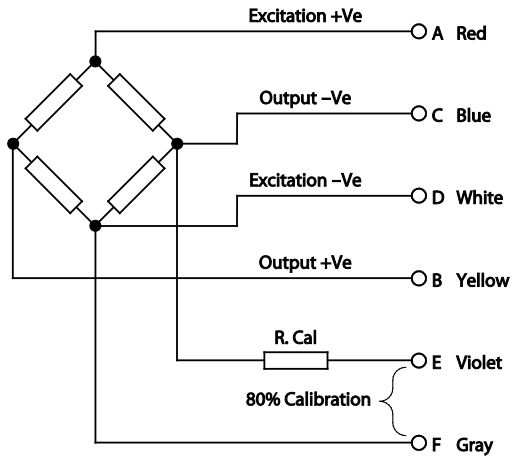 Excitation +Ve
A Red
Output –Ve
C Blue
Excitation –Ve
D White
Output +Ve
B Yellow
R. Cal
E Violet
80% Calibration
F Gray